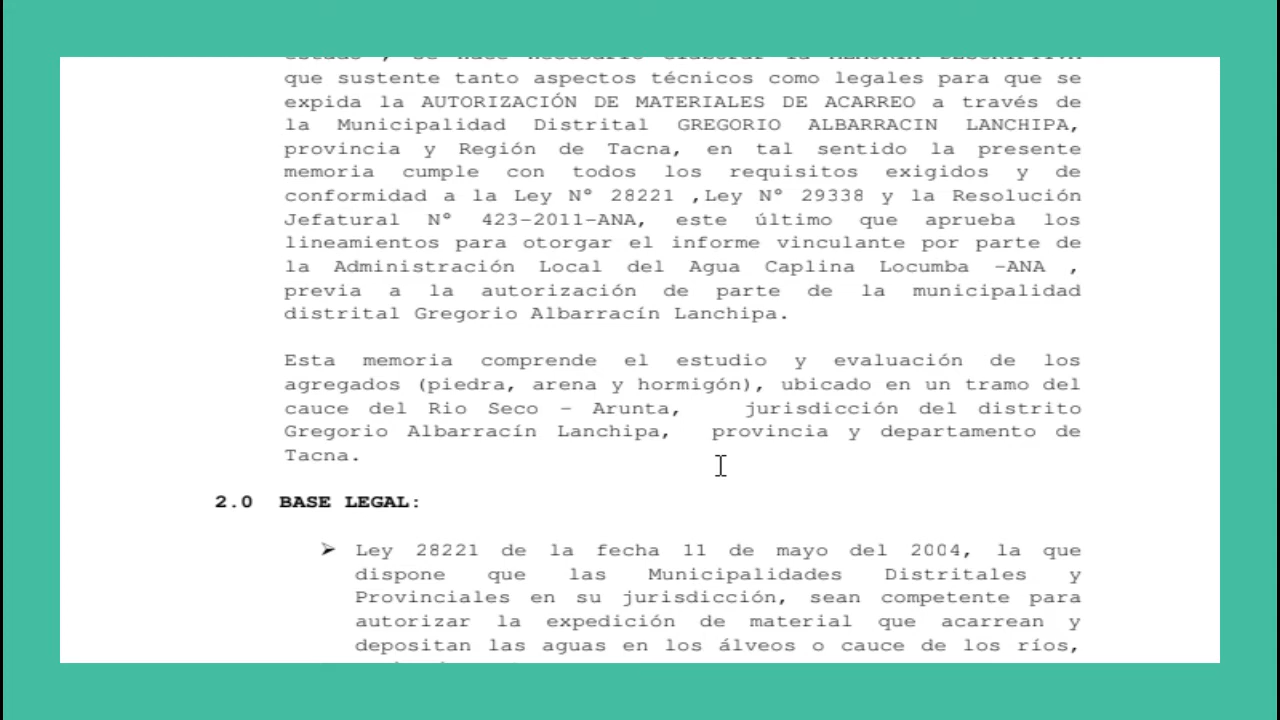 que sustente tanto aspectos técnicos como legales para que se
expida la AUTORIZACIÓN DE MATERIALES DE ACARREO a través de
la Municipalidad Distrital GREGORIO ALBARRACIN LANCHIPA,
provincia y Región de Tacna, en tal sentido la presente
memoria cumple con todos los requisitos exigidos y de
conformidad a la Ley N° 28221 ,Ley N° 29338 y la Resolución
Jefatural N° 423-2011-ANA, este último que aprueba los
lineamientos para otorgar el informe vinculante por parte de
la Administración Local del Agua Caplina Locumba -ANA ,
previa a la autorización de parte de la municipalidad
distrital Gregorio Albarracín Lanchipa.
Esta memoria comprende el estudio y evaluación de los
agregados (piedra, arena y hormigón), ubicado en un tramo del
cauce del Rio Seco - Arunta, jurisdicción del distrito
Gregorio Albarracín Lanchipa, provincia y departamento de
Tacna.
2.0 BASE LEGAL:
➢ Ley 28221 de la fecha 11 de mayo del 2004, la que
dispone que las Municipalidades Distritales y
Provinciales en su jurisdicción, sean competente para
autorizar la expedición de material que acarrean y
depositan las aguas en los álveos o cauce de los ríos,